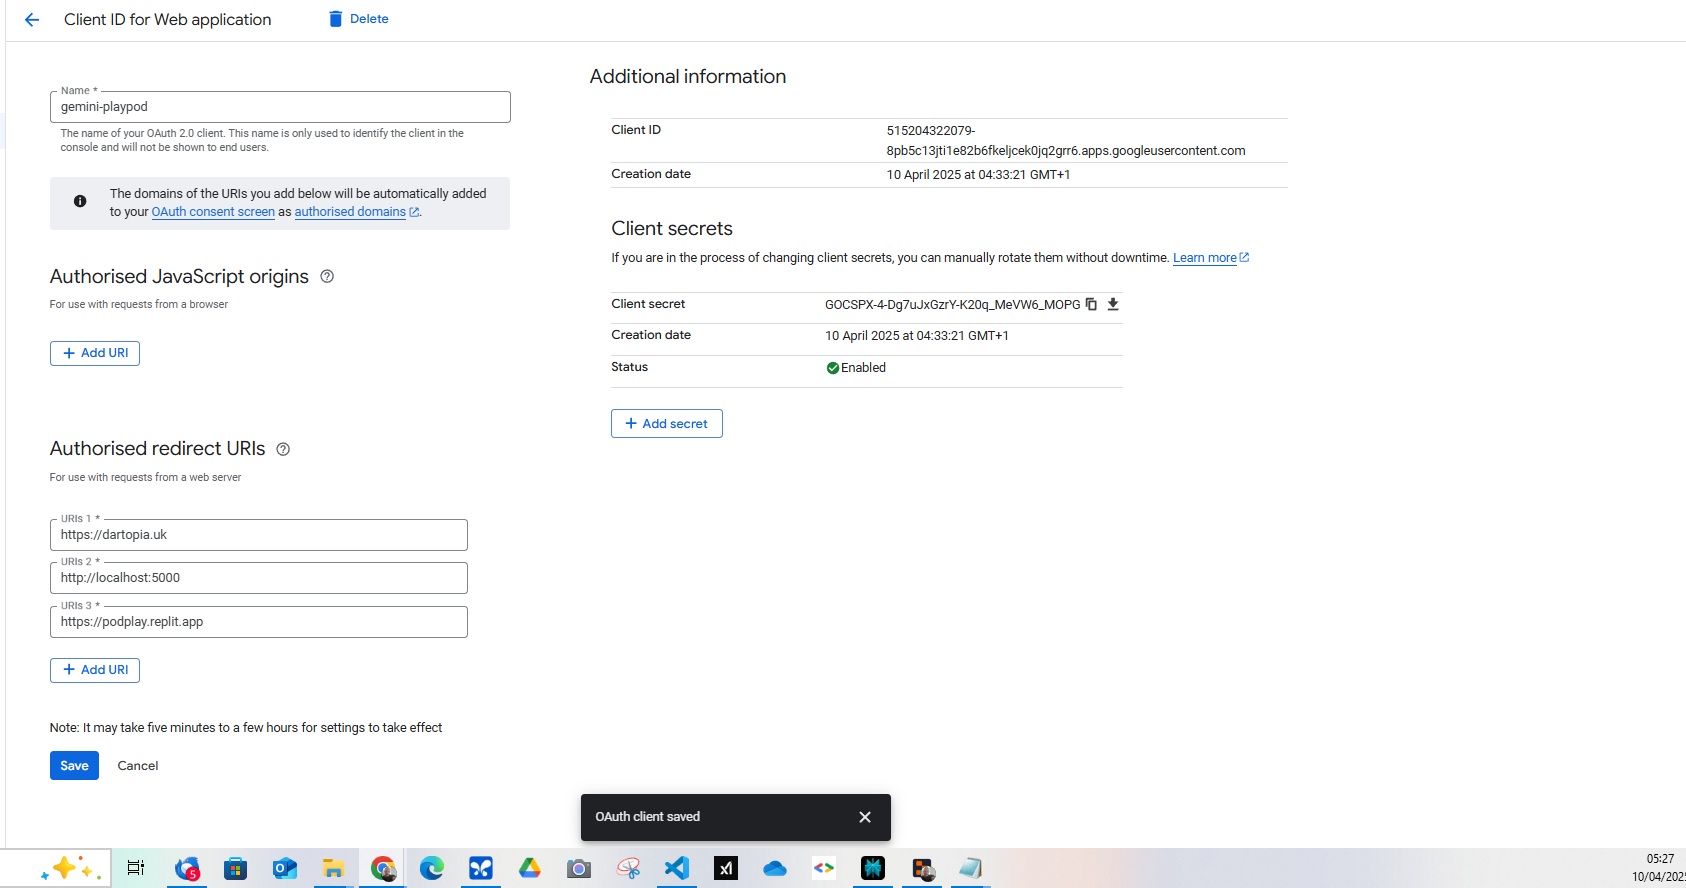 Client ID for Web application
Delete
Name *
gemini-playpod
The name of your OAuth 2.0 client. This name is only used to identify the client in the
console and will not be shown to end users.
The domains of the URIs you add below will be automatically added
to your OAuth consent screen as authorised domains.
Authorised JavaScript origins
For use with requests from a browser
Add URI
Authorised redirect URIs
For use with requests from a web server
URIs 1 *
https://dartopia.uk
URIs 2 *
http://localhost:5000
URIs 3 *
https://podplay.replit.app
Add URI
Note: It may take five minutes to a few hours for settings to take effect
Save
Cancel
Additional information
Client ID
515204322079-
8pb5c13jti1e82b6fkeljcek0jq2grr6.apps.googleusercontent.com
Creation date
10 April 2025 at 04:33:21 GMT+1
Client secrets
If you are in the process of changing client secrets, you can manually rotate them without downtime. Learn more
Client secret
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
Creation date
10 April 2025 at 04:33:21 GMT+1
Status
Enabled
Add secret
OAuth client saved
5
05:27
10/04/202